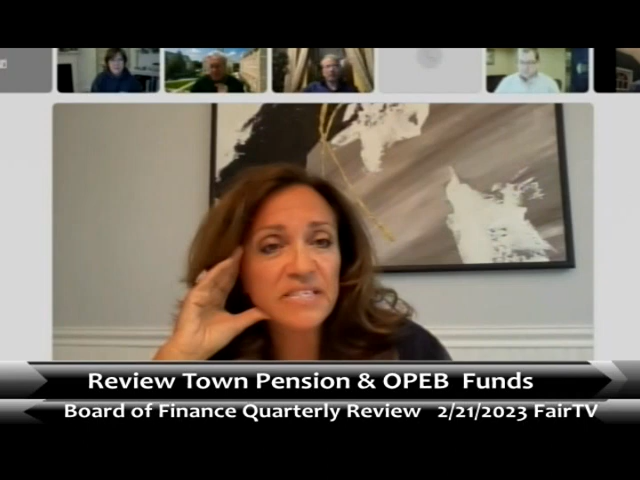 Review Town Pension & OPEB Funds
Board of Finance Quarterly Review 2/21/2023 FairTV